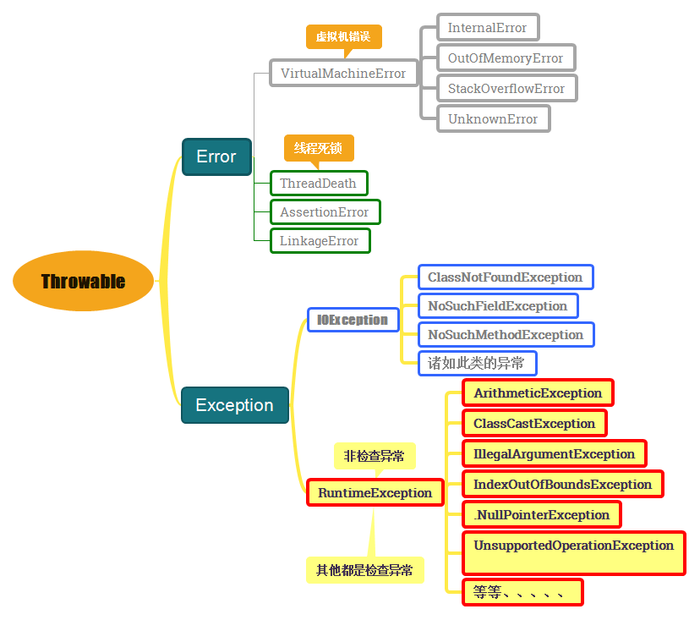 Throwable
Error
虚拟机错误
VirtualMachineError
InternalError
OutOfMemoryError
StackOverflowError
UnknownError
线程死锁
ThreadDeath
AssertionError
LinkageError
Exception
IOException
ClassNotFoundException
NoSuchFieldException
NoSuchMethodException
诸如此类的异常
非检查异常
RuntimeException
其他都是检查异常
ArithmeticException
ClassCastException
IllegalArgumentException
IndexOutOfBoundsException
.NullPointerException
UnsupportedOperationException
等等、、、、、